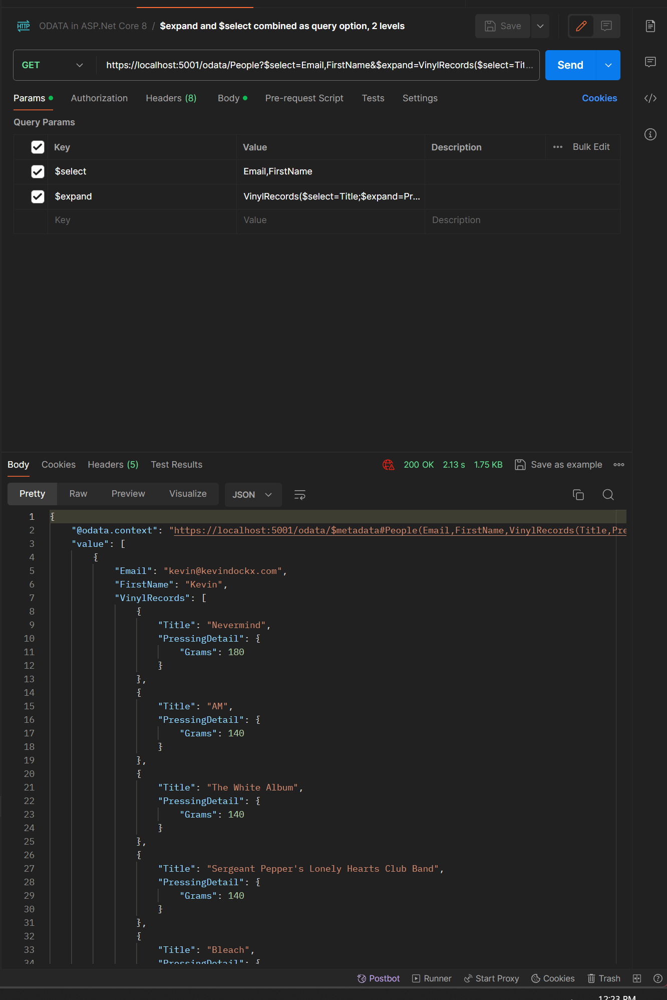 HTTP ODATA in ASP.Net Core 8 / $expand and $select combined as query option, 2 levels Save
GET https://localhost:5001/odata/People?$select=Email,FirstName&$expand=VinylRecords($select=Tit... Send
Params Authorization Headers (8) Body Pre-request Script Tests Settings Cookies
Query Params
Key Value Description Bulk Edit
$select Email,FirstName
$expand VinylRecords($select=Title;$expand=Pr...
Key Value Description
Body Cookies Headers (5) Test Results 200 OK 2.13 s 1.75 KB Save as example
Pretty Raw Preview Visualize JSON
1 {
2 "@odata.context": "https://localhost:5001/odata/$metadata#People(Email,FirstName,VinylRecords(Title,Pre
3 "value": [
4 {
5 "Email": "kevin@kevindockx.com",
6 "FirstName": "Kevin",
7 "VinylRecords": [
8 {
9 "Title": "Nevermind",
10 "PressingDetail": {
11 "Grams": 180
12 }
13 },
14 {
15 "Title": "AM",
16 "PressingDetail": {
17 "Grams": 140
18 }
19 },
20 {
21 "Title": "The White Album",
22 "PressingDetail": {
23 "Grams": 140
24 }
25 },
26 {
27 "Title": "Sergeant Pepper's Lonely Hearts Club Band",
28 "PressingDetail": {
29 "Grams": 140
30 }
31 },
32 {
33 "Title": "Bleach",
34 "PressingDetail": {
Postbot Runner Start Proxy Cookies Trash
12:23 PM